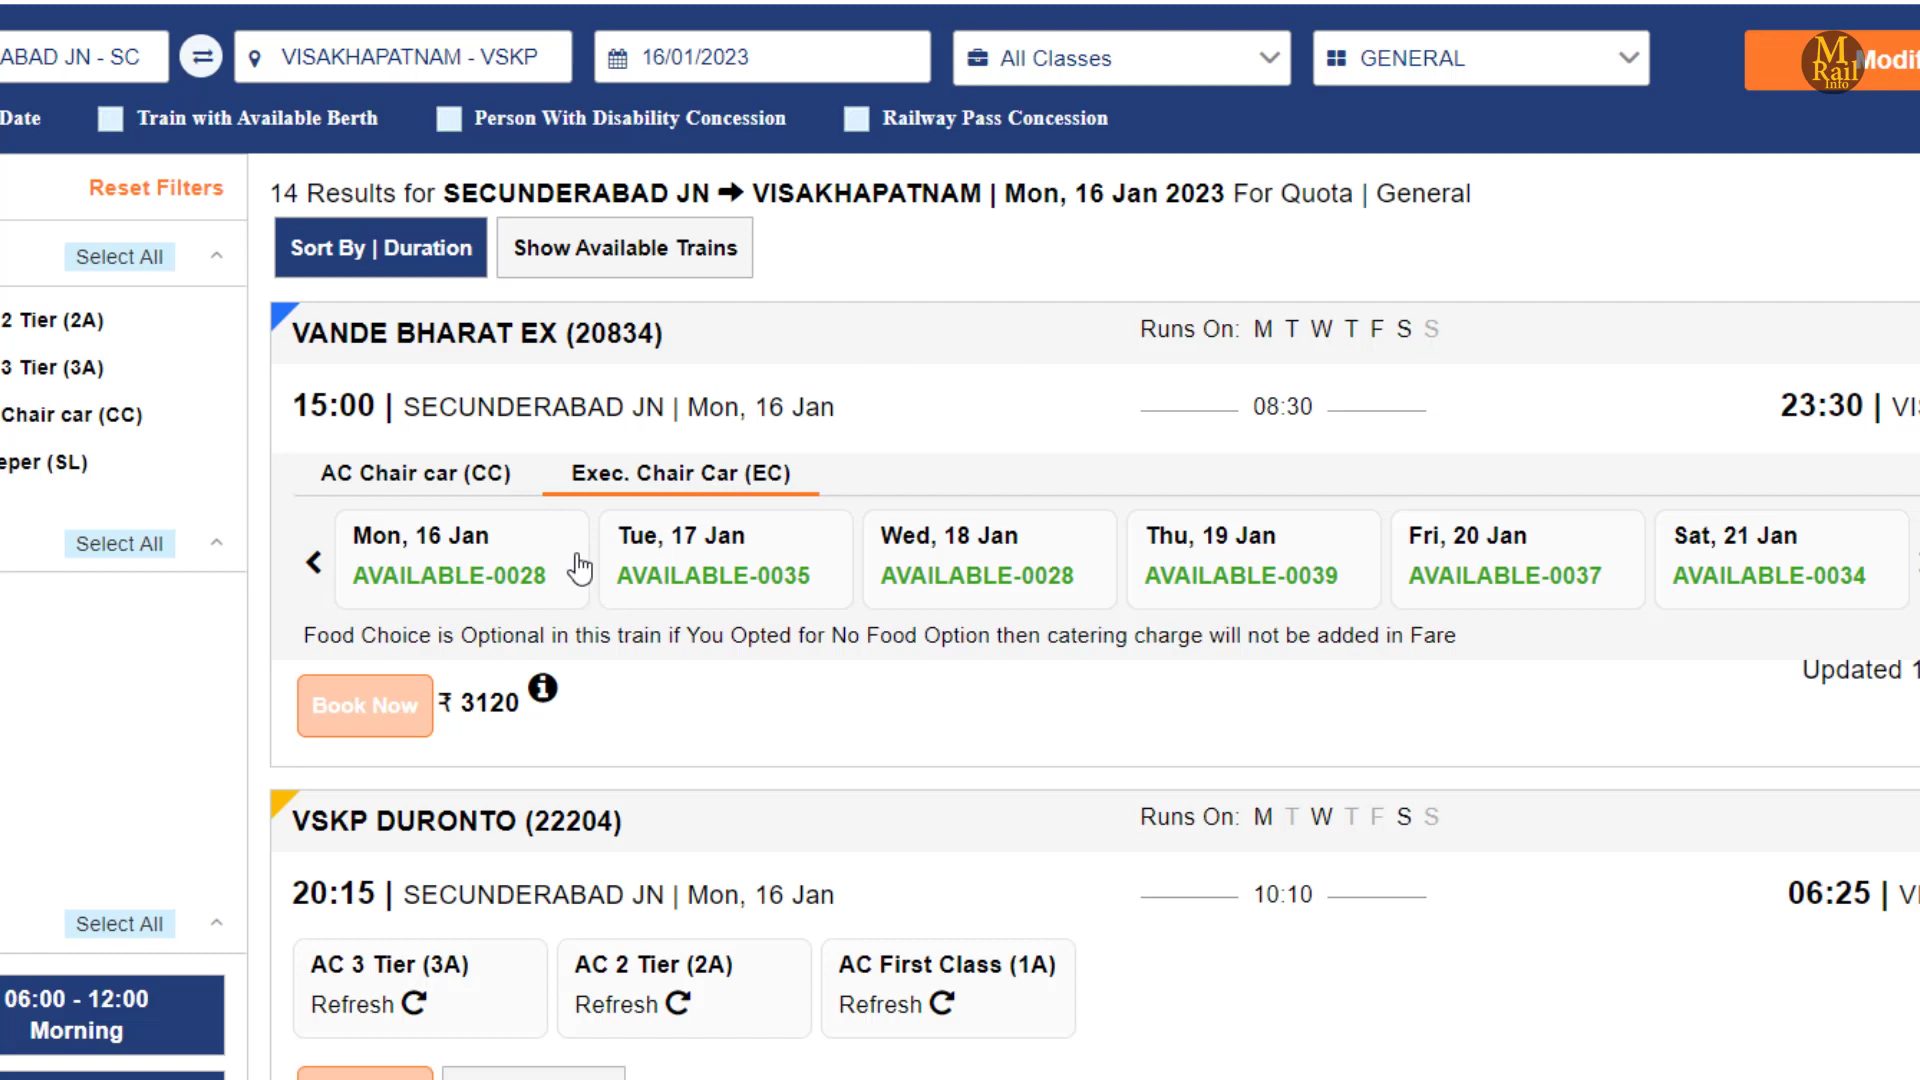 ABAD JN - SC
VISAKHAPATNAM - VSKP
16/01/2023
All Classes
GENERAL
Modif
M
Rail
Info
Date
Train with Available Berth
Person With Disability Concession
Railway Pass Concession
Reset Filters
14 Results for SECUNDERABAD JN → VISAKHAPATNAM | Mon, 16 Jan 2023 For Quota | General
Sort By | Duration
Show Available Trains
Select All
2 Tier (2A)
3 Tier (3A)
Chair car (CC)
eper (SL)
Select All
Select All
06:00 - 12:00
Morning
VANDE BHARAT EX (20834)
Runs On: M T W T F S S
15:00 | SECUNDERABAD JN | Mon, 16 Jan
08:30
23:30 | VIS
AC Chair car (CC)
Exec. Chair Car (EC)
Mon, 16 Jan
AVAILABLE-0028
Tue, 17 Jan
AVAILABLE-0035
Wed, 18 Jan
AVAILABLE-0028
Thu, 19 Jan
AVAILABLE-0039
Fri, 20 Jan
AVAILABLE-0037
Sat, 21 Jan
AVAILABLE-0034
Food Choice is Optional in this train if You Opted for No Food Option then catering charge will not be added in Fare
Updated 1
Book Now
₹ 3120
VSKP DURONTO (22204)
Runs On: M T W T F S S
20:15 | SECUNDERABAD JN | Mon, 16 Jan
10:10
06:25 | VI
AC 3 Tier (3A)
Refresh
AC 2 Tier (2A)
Refresh
AC First Class (1A)
Refresh